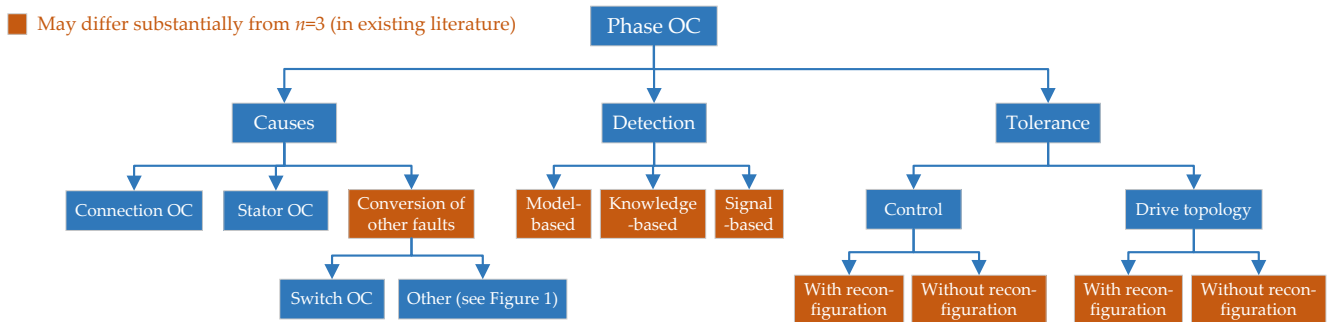 May differ substantially from n=3 (in existing literature)
Phase OC
Causes
Detection
Tolerance
Connection OC
Stator OC
Conversion of
other faults
Model-
based
Knowledge
-based
Signal
-based
Control
Drive topology
Switch OC
Other (see Figure 1)
With recon-
figuration
Without recon-
figuration
With recon-
figuration
Without recon-
figuration